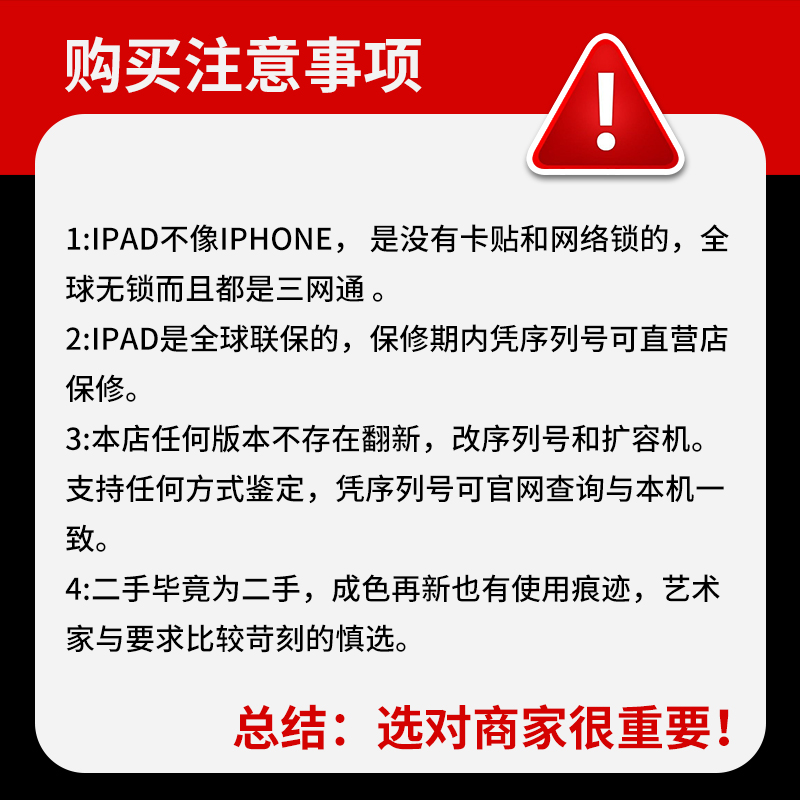 购买注意事项
1:IPAD不像IPHONE， 是没有卡贴和网络锁的，全
球无锁而且都是三网通 。
2:IPAD是全球联保的，保修期内凭序列号可直营店
保修。
3:本店任何版本不存在翻新，改序列号和扩容机。
支持任何方式鉴定，凭序列号可官网查询与本机一
致。
4:二手毕竟为二手，成色再新也有使用痕迹，艺术
家与要求比较苛刻的慎选。
总结：选对商家很重要！